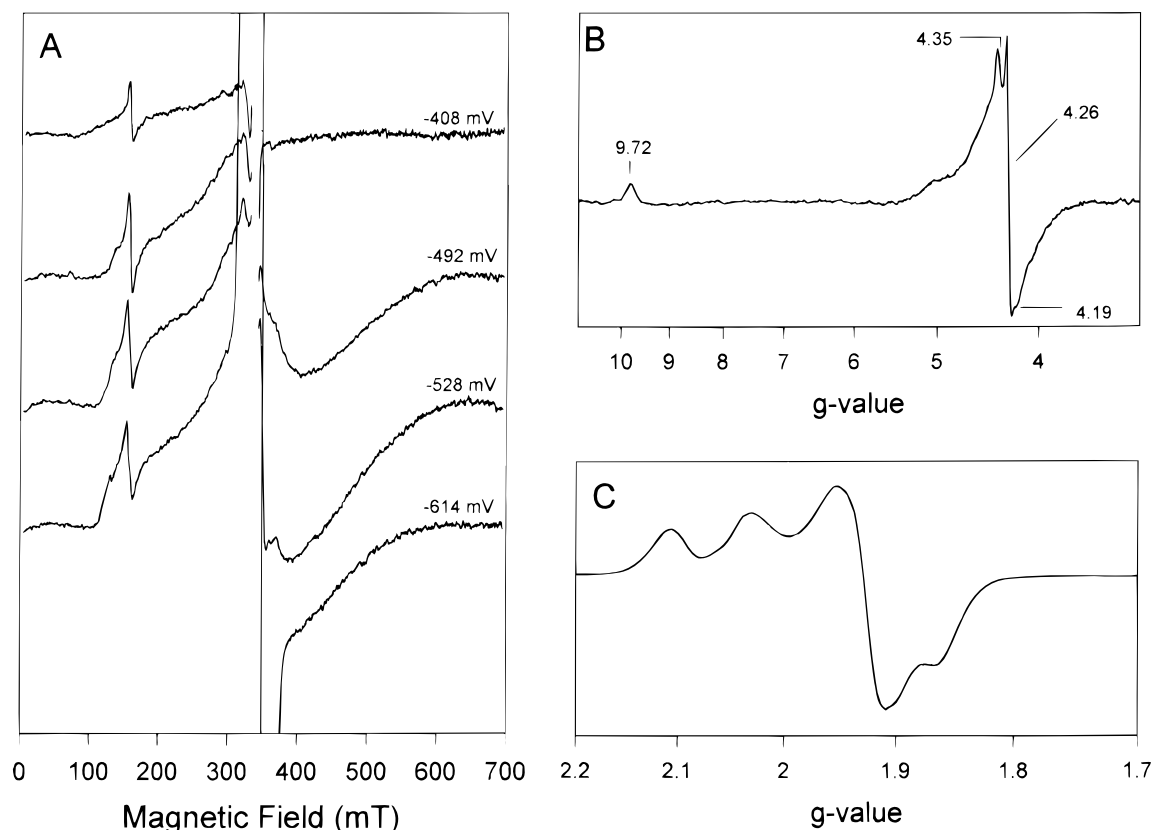 A
-408 mV
-492 mV
-528 mV
-614 mV
0 100 200 300 400 500 600 700
Magnetic Field (mT)
B
4.35
4.26
9.72
4.19
10 9 8 7 6 5 4
g-value
C
2.2 2.1 2 1.9 1.8 1.7
g-value